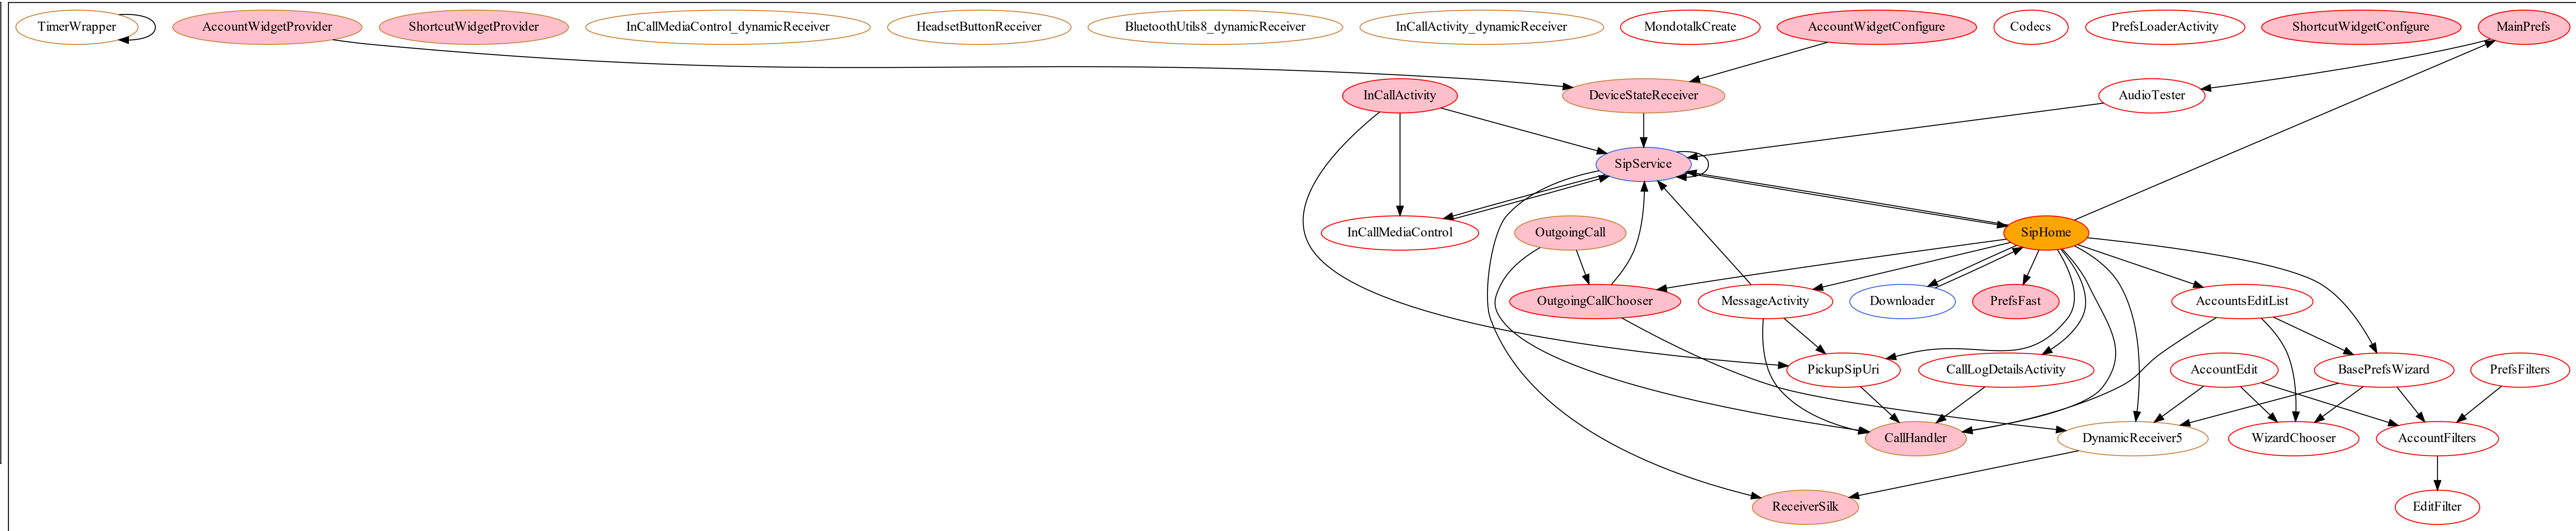 TimerWrapper
AccountWidgetProvider
ShortcutWidgetProvider
InCallMediaControl_dynamicReceiver
HeadsetButtonReceiver
BluetoothUtils8_dynamicReceiver
InCallActivity_dynamicReceiver
MondotalkCreate
AccountWidgetConfigure
Codecs
PrefsLoaderActivity
ShortcutWidgetConfigure
MainPrefs
InCallActivity
DeviceStateReceiver
AudioTester
SipService
InCallMediaControl
OutgoingCall
SipHome
OutgoingCallChooser
MessageActivity
Downloader
PrefsFast
AccountsEditList
PickupSipUri
CallLogDetailsActivity
AccountEdit
BasePrefsWizard
PrefsFilters
CallHandler
DynamicReceiver5
WizardChooser
AccountFilters
ReceiverSilk
EditFilter